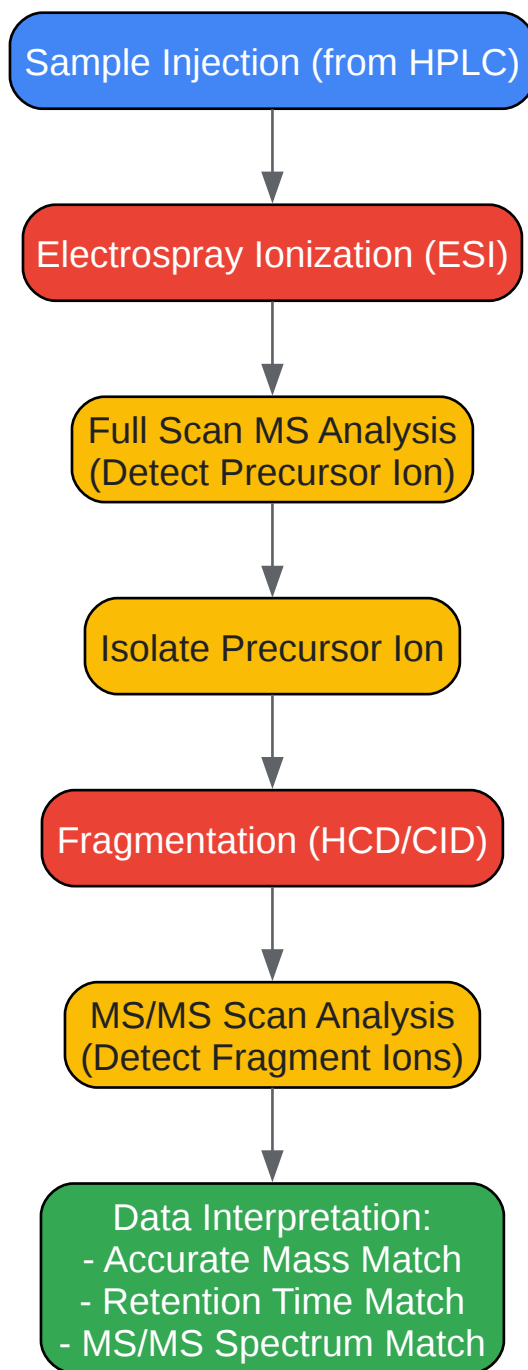 Sample Injection (from HPLC)
Electrospray Ionization (ESI)
Full Scan MS Analysis
(Detect Precursor Ion)
Isolate Precursor Ion
Fragmentation (HCD/CID)
MS/MS Scan Analysis
(Detect Fragment Ions)
Data Interpretation:
- Accurate Mass Match
- Retention Time Match
- MS/MS Spectrum Match